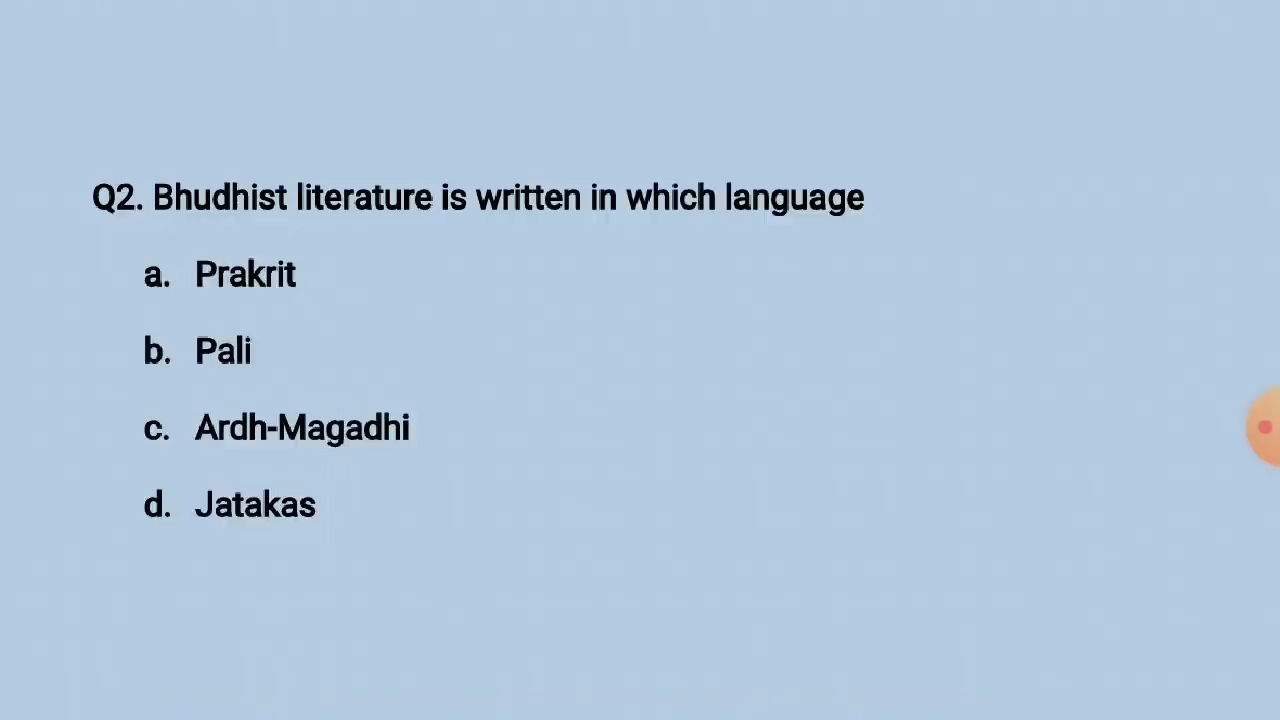 Q2. Bhudhist literature is written in which language
a. Prakrit
b. Pali
c. Ardh-Magadhi
d. Jatakas